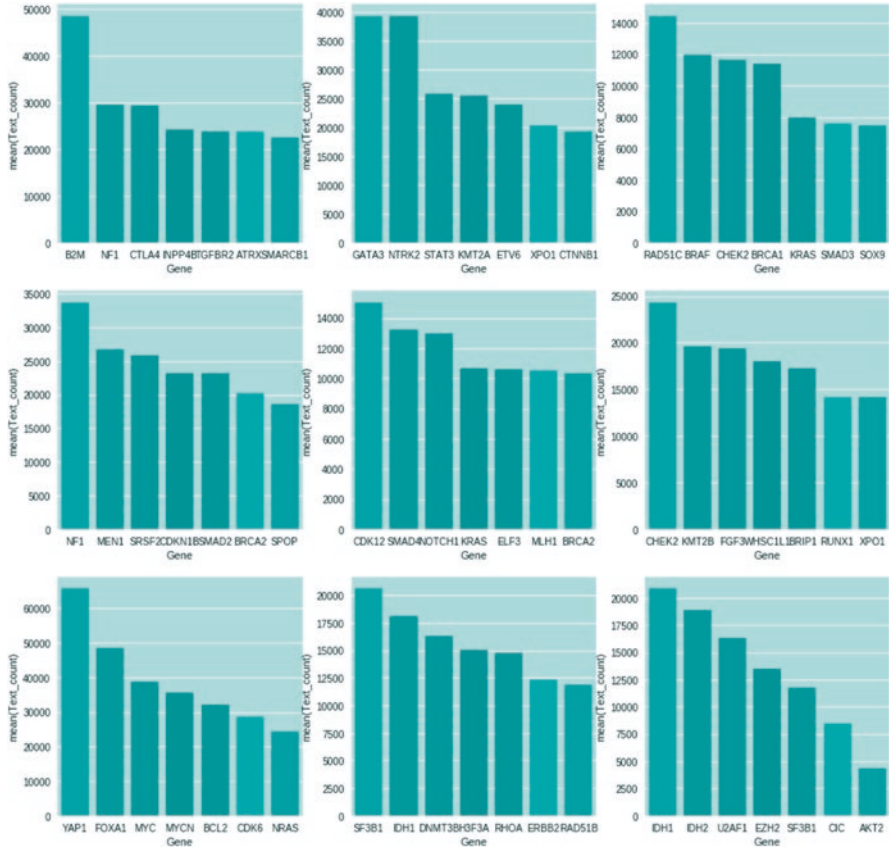 50000
40000
30000
20000
10000
0
mean(Text_count)
B2M NF1 CTLA4 INPP4B TGFBR2 ATRX SMARCB1
Gene
40000
35000
30000
25000
20000
15000
10000
5000
0
mean(Text_count)
GATA3 NTRK2 STAT3 KMT2A ETV6 XPO1 CTNNB1
Gene
14000
12000
10000
8000
6000
4000
2000
0
mean(Text_count)
RAD51C BRAF CHEK2 BRCA1 KRAS SMAD3 SOX9
Gene
35000
30000
25000
20000
15000
10000
5000
0
mean(Text_count)
NF1 MEN1 SRSF2 CDKN1B SMAD2 BRCA2 SPOP
Gene
14000
12000
10000
8000
6000
4000
2000
0
mean(Text_count)
CDK12 SMAD4 NOTCH1 KRAS ELF3 MLH1 BRCA2
Gene
25000
20000
15000
10000
5000
0
mean(Text_count)
CHEK2 KMT2B FGF3 WHSC1L1 BRIP1 RUNX1 XPO1
Gene
60000
50000
40000
30000
20000
10000
0
mean(Text_count)
YAP1 FOXA1 MYC MYCN BCL2 CDK6 NRAS
Gene
20000
17500
15000
12500
10000
7500
5000
2500
0
mean(Text_count)
SF3B1 IDH1 DNMT3B H3F3A RHOA ERBB2 RAD51B
Gene
20000
17500
15000
12500
10000
7500
5000
2500
0
mean(Text_count)
IDH1 IDH2 U2AF1 EZH2 SF3B1 CIC AKT2
Gene